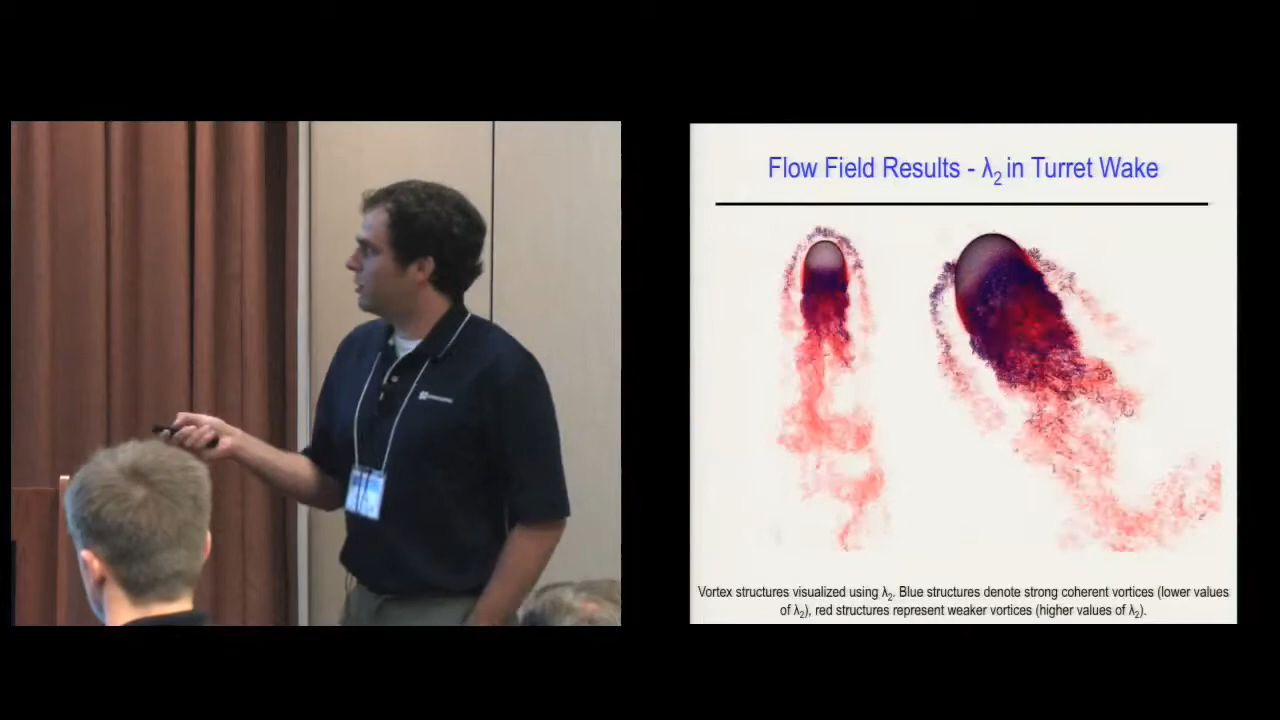 Flow Field Results - λ₂ in Turret Wake
Vortex structures visualized using λ₂. Blue structures denote strong coherent vortices (lower values
of λ₂), red structures represent weaker vortices (higher values of λ₂).